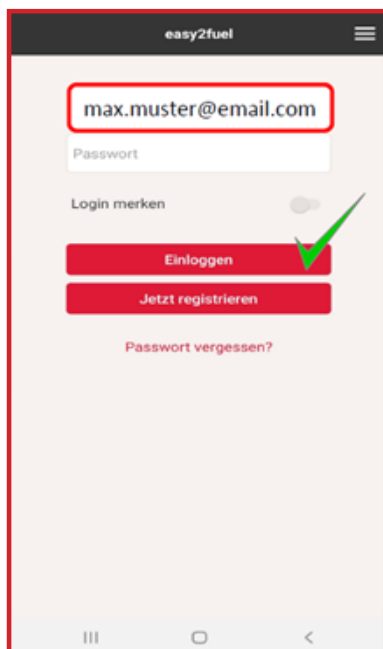 easy2fuel
max.muster@email.com
Passwort
Login merken
Einloggen
Jetzt registrieren
Passwort vergessen?